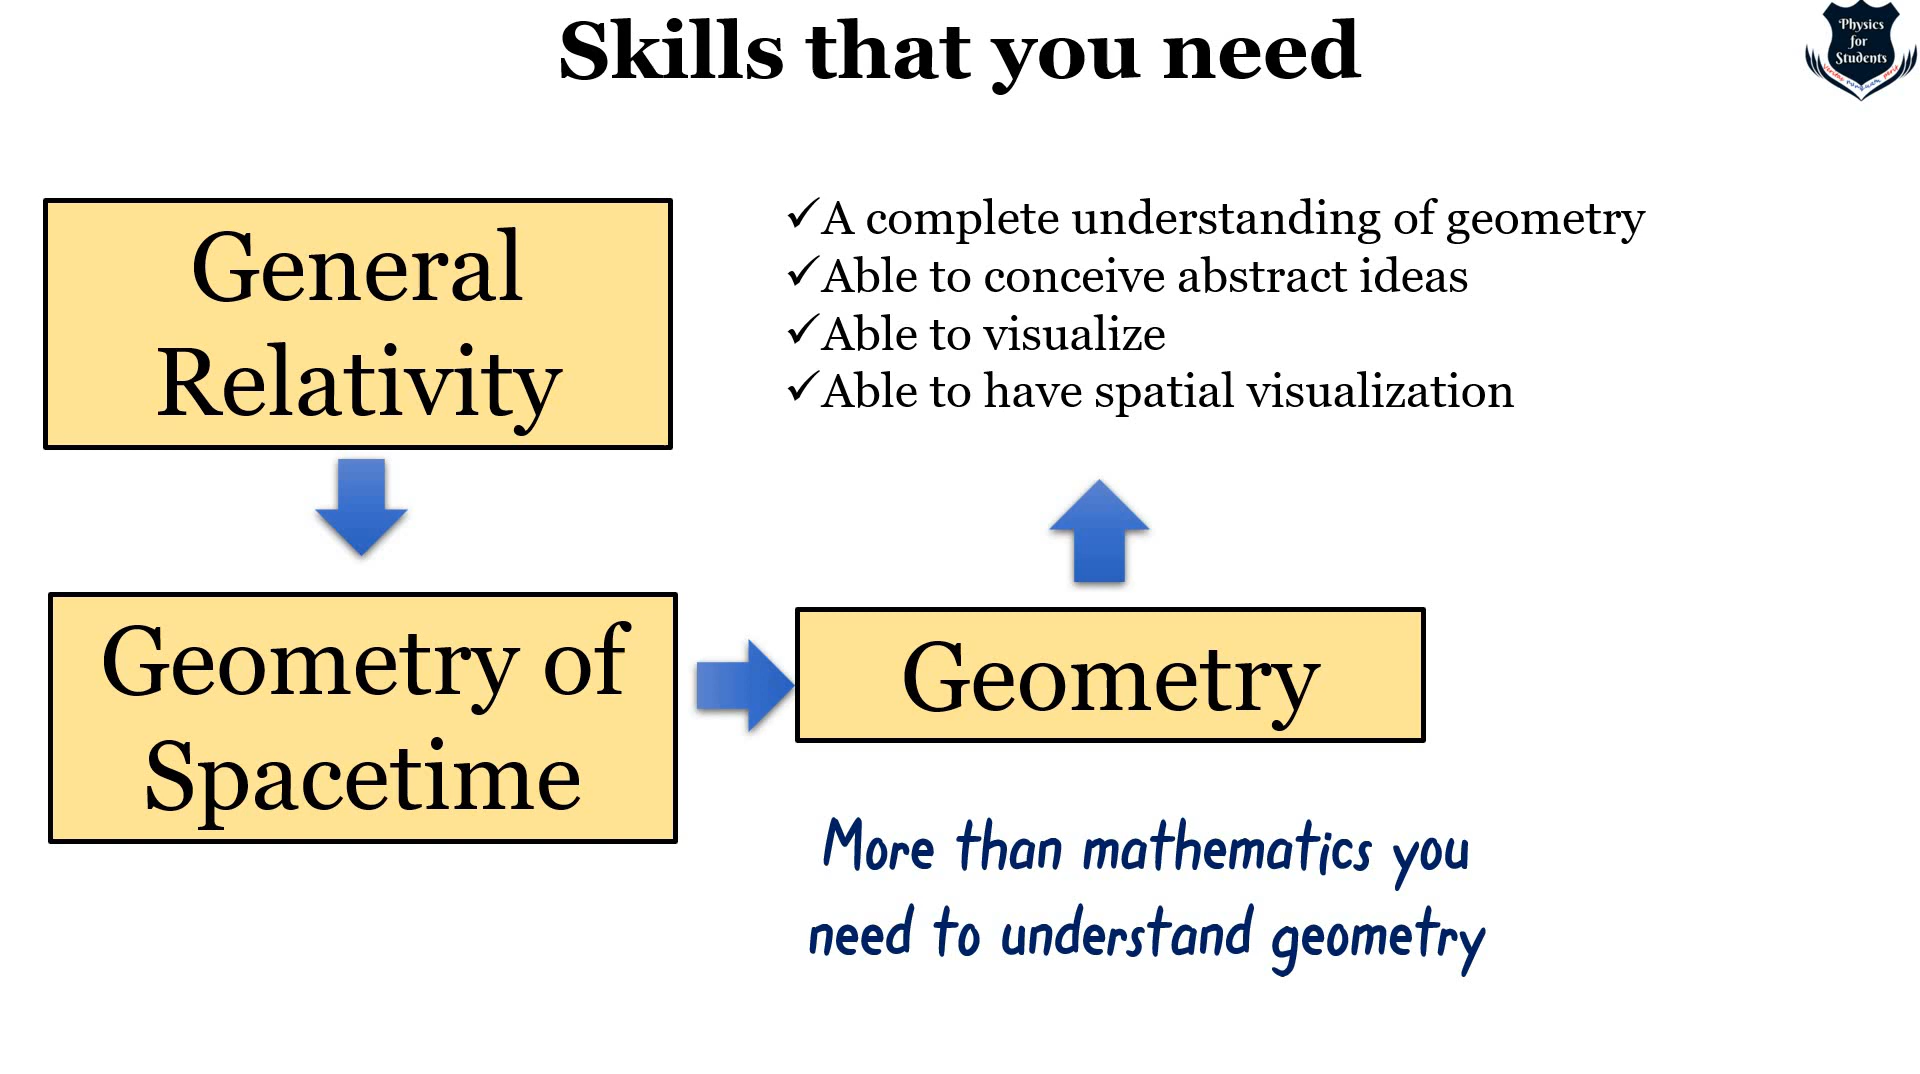 Skills that you need
Physics
for
Students
General
Relativity
✓A complete understanding of geometry
✓Able to conceive abstract ideas
✓Able to visualize
✓Able to have spatial visualization
Geometry of
Spacetime
Geometry
More than mathematics you
need to understand geometry